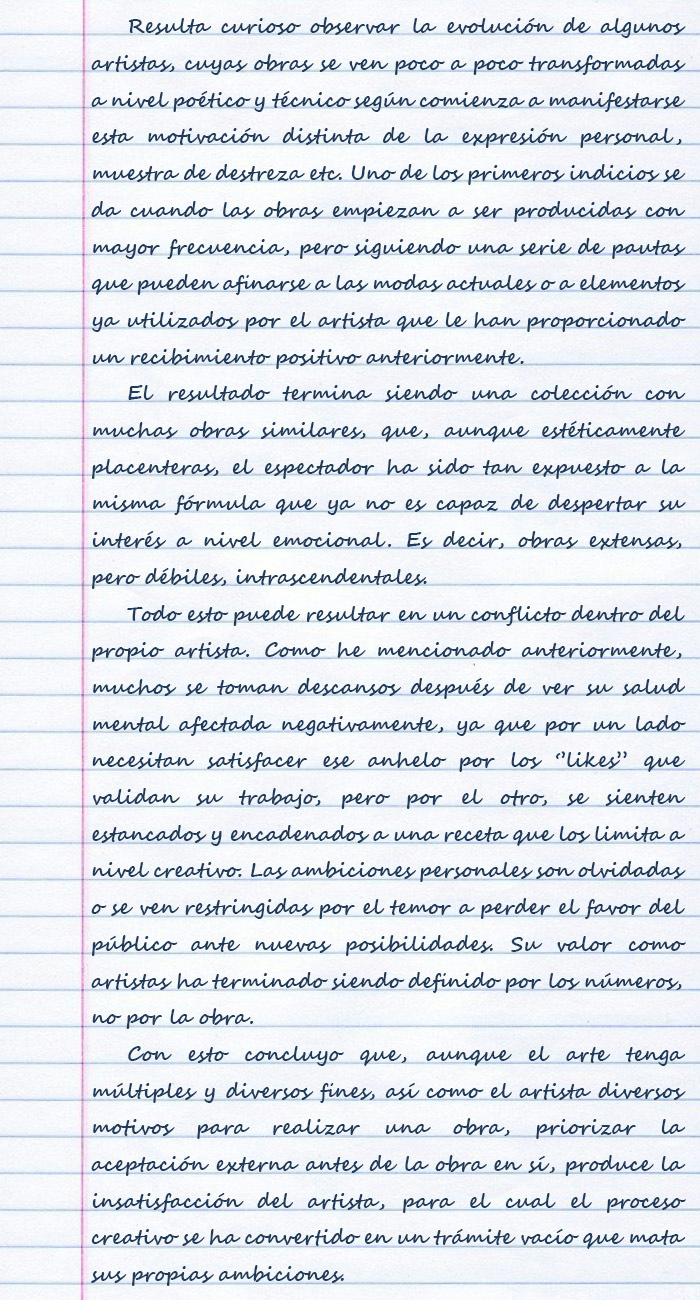 Resulta curioso observar la evolución de algunos
artistas, cuyas obras se ven poco a poco transformadas
a nivel poético y técnico según comienza a manifestarse
esta motivación distinta de la expresión personal,
muestra de destreza etc. Uno de los primeros indicios se
da cuando las obras empiezan a ser producidas con
mayor frecuencia, pero siguiendo una serie de pautas
que pueden afinarse a las modas actuales o a elementos
ya utilizados por el artista que le han proporcionado
un recibimiento positivo anteriormente.
El resultado termina siendo una colección con
muchas obras similares, que, aunque estéticamente
placenteras, el espectador ha sido tan expuesto a la
misma fórmula que ya no es capaz de despertar su
interés a nivel emocional. Es decir, obras extensas,
pero débiles, intrascendentales.
Todo esto puede resultar en un conflicto dentro del
propio artista. Como he mencionado anteriormente,
muchos se toman descansos después de ver su salud
mental afectada negativamente, ya que por un lado
necesitan satisfacer ese anhelo por los “likes” que
validan su trabajo, pero por el otro, se sienten
estancados y encadenados a una receta que los limita a
nivel creativo. Las ambiciones personales son olvidadas
o se ven restringidas por el temor a perder el favor del
público ante nuevas posibilidades. Su valor como
artistas ha terminado siendo definido por los números,
no por la obra.
Con esto concluyo que, aunque el arte tenga
múltiples y diversos fines, así como el artista diversos
motivos para realizar una obra, priorizar la
aceptación externa antes de la obra en sí, produce la
insatisfacción del artista, para el cual el proceso
creativo se ha convertido en un trámite vacío que mata
sus propias ambiciones.